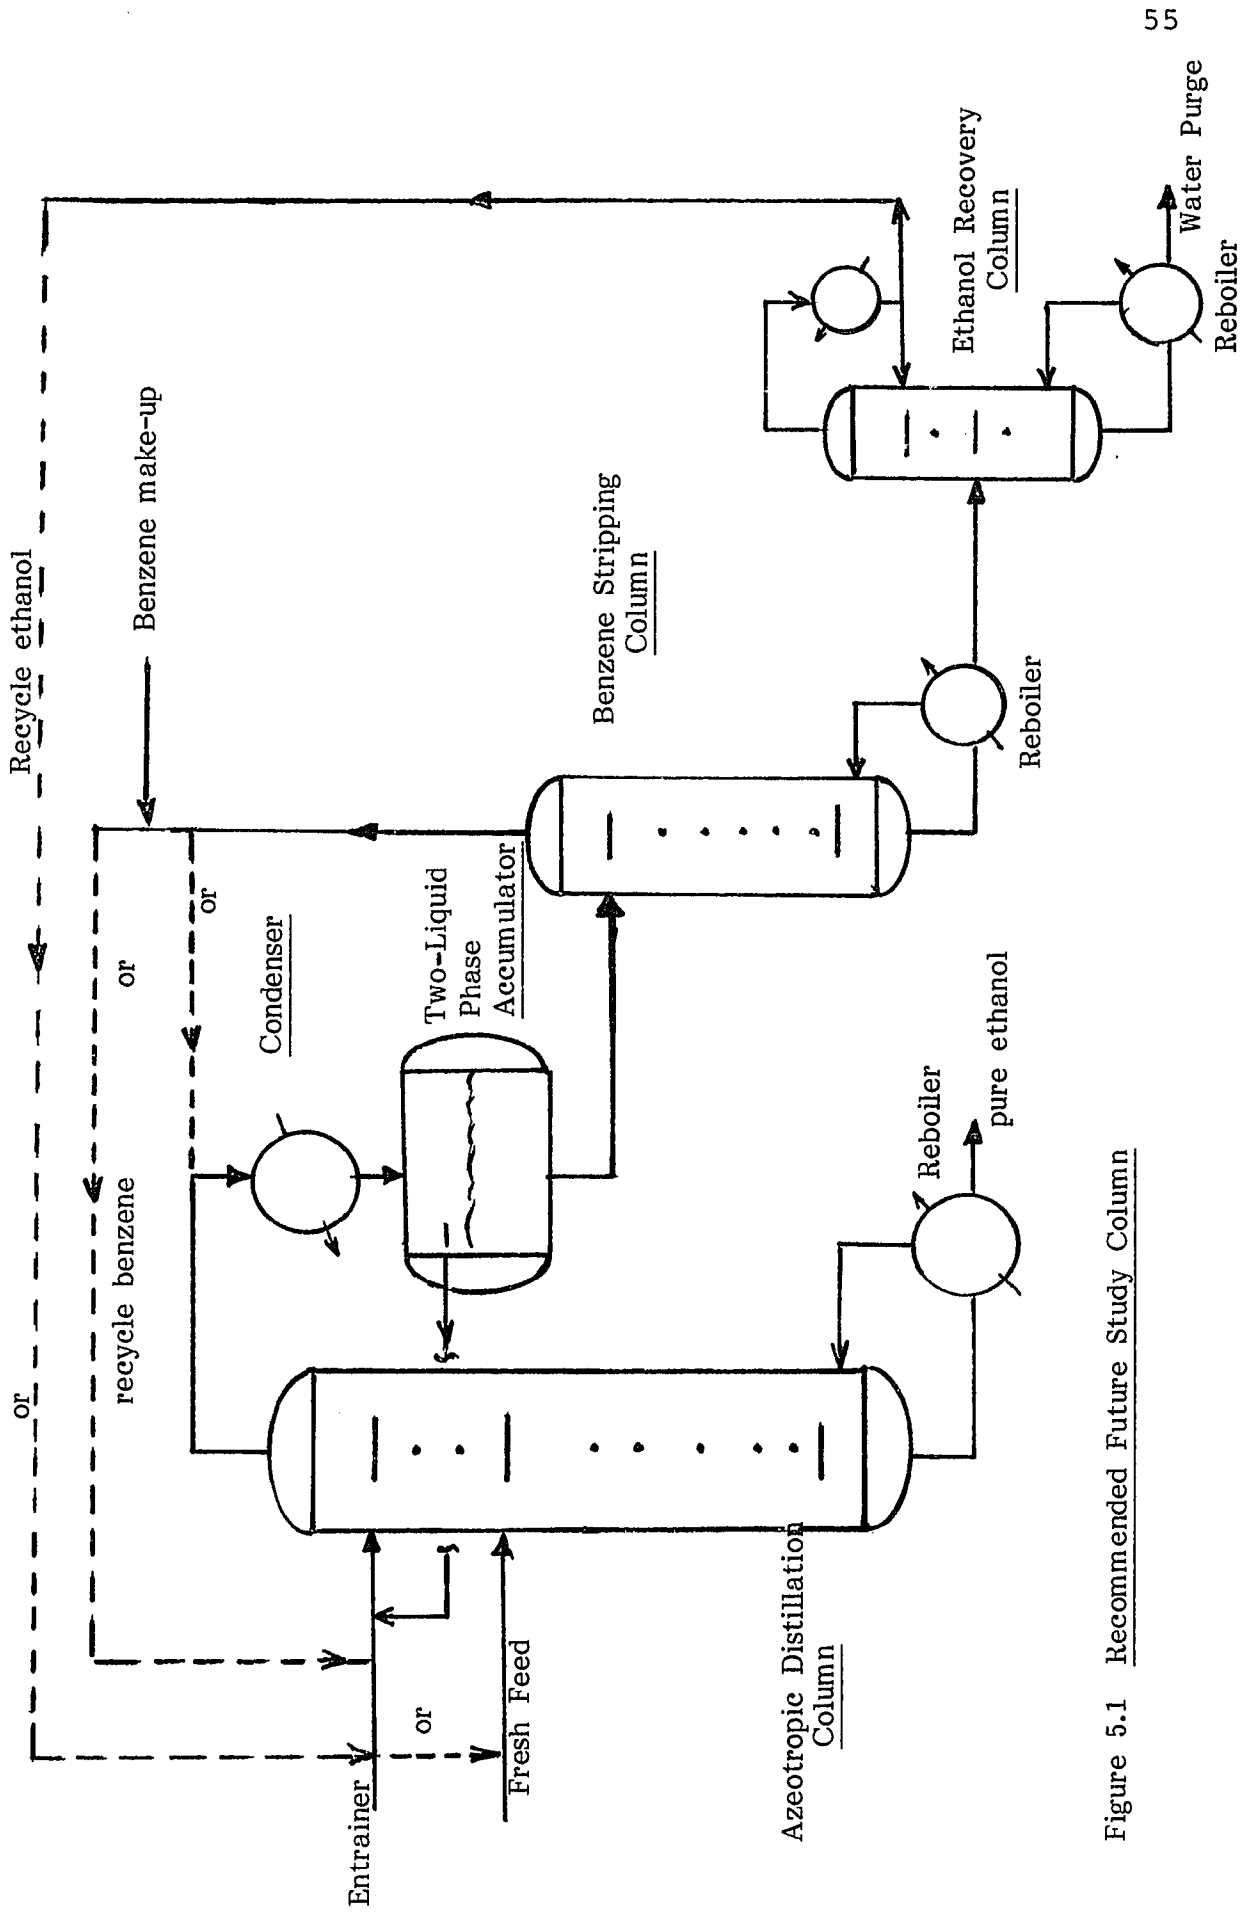 55
Recycle ethanol
or
Benzene make-up
or
or
recycle benzene
Condenser
Two-Liquid
Phase
Accumulator
Benzene Stripping
Column
Ethanol Recovery
Column
Entrainer
or
Fresh Feed
Azeotropic Distillation
Column
Reboiler
pure ethanol
Reboiler
Reboiler
Water Purge
Figure 5.1 Recommended Future Study Column